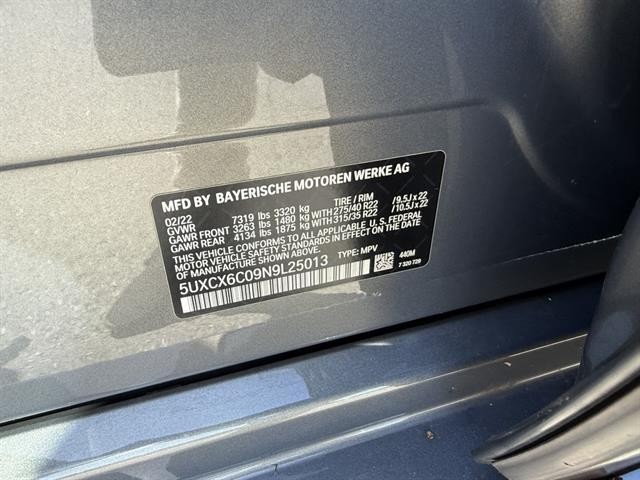 MFD BY BAYERISCHE MOTOREN WERKE AG
02/22 7319 lbs 3320 kg TIRE / RIM
GVWR
GAWR FRONT 3263 lbs 1480 kg WITH 275/40 R22 /9.5J x 22
GAWR REAR 4134 lbs 1875 kg WITH 315/35 R22 /10.5J x 22
THIS VEHICLE CONFORMS TO ALL APPLICABLE U.S. FEDERAL
MOTOR VEHICLE SAFETY STANDARDS IN EFFECT ON THE DATE
OF MANUFACTURE SHOWN ABOVE.
5UXCX6C09N9L25013 TYPE: MPV 440M
7 320 729